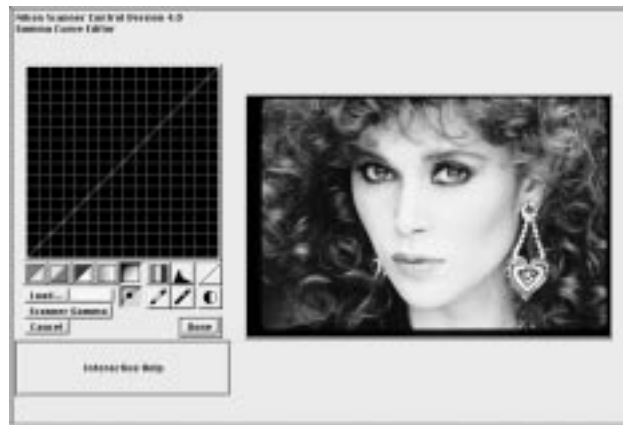 Nikon Scanner Control Version 4.0
Gamma Curve Editor
Load...
Scanner Gamma
Cancel
Done
Interactive Help